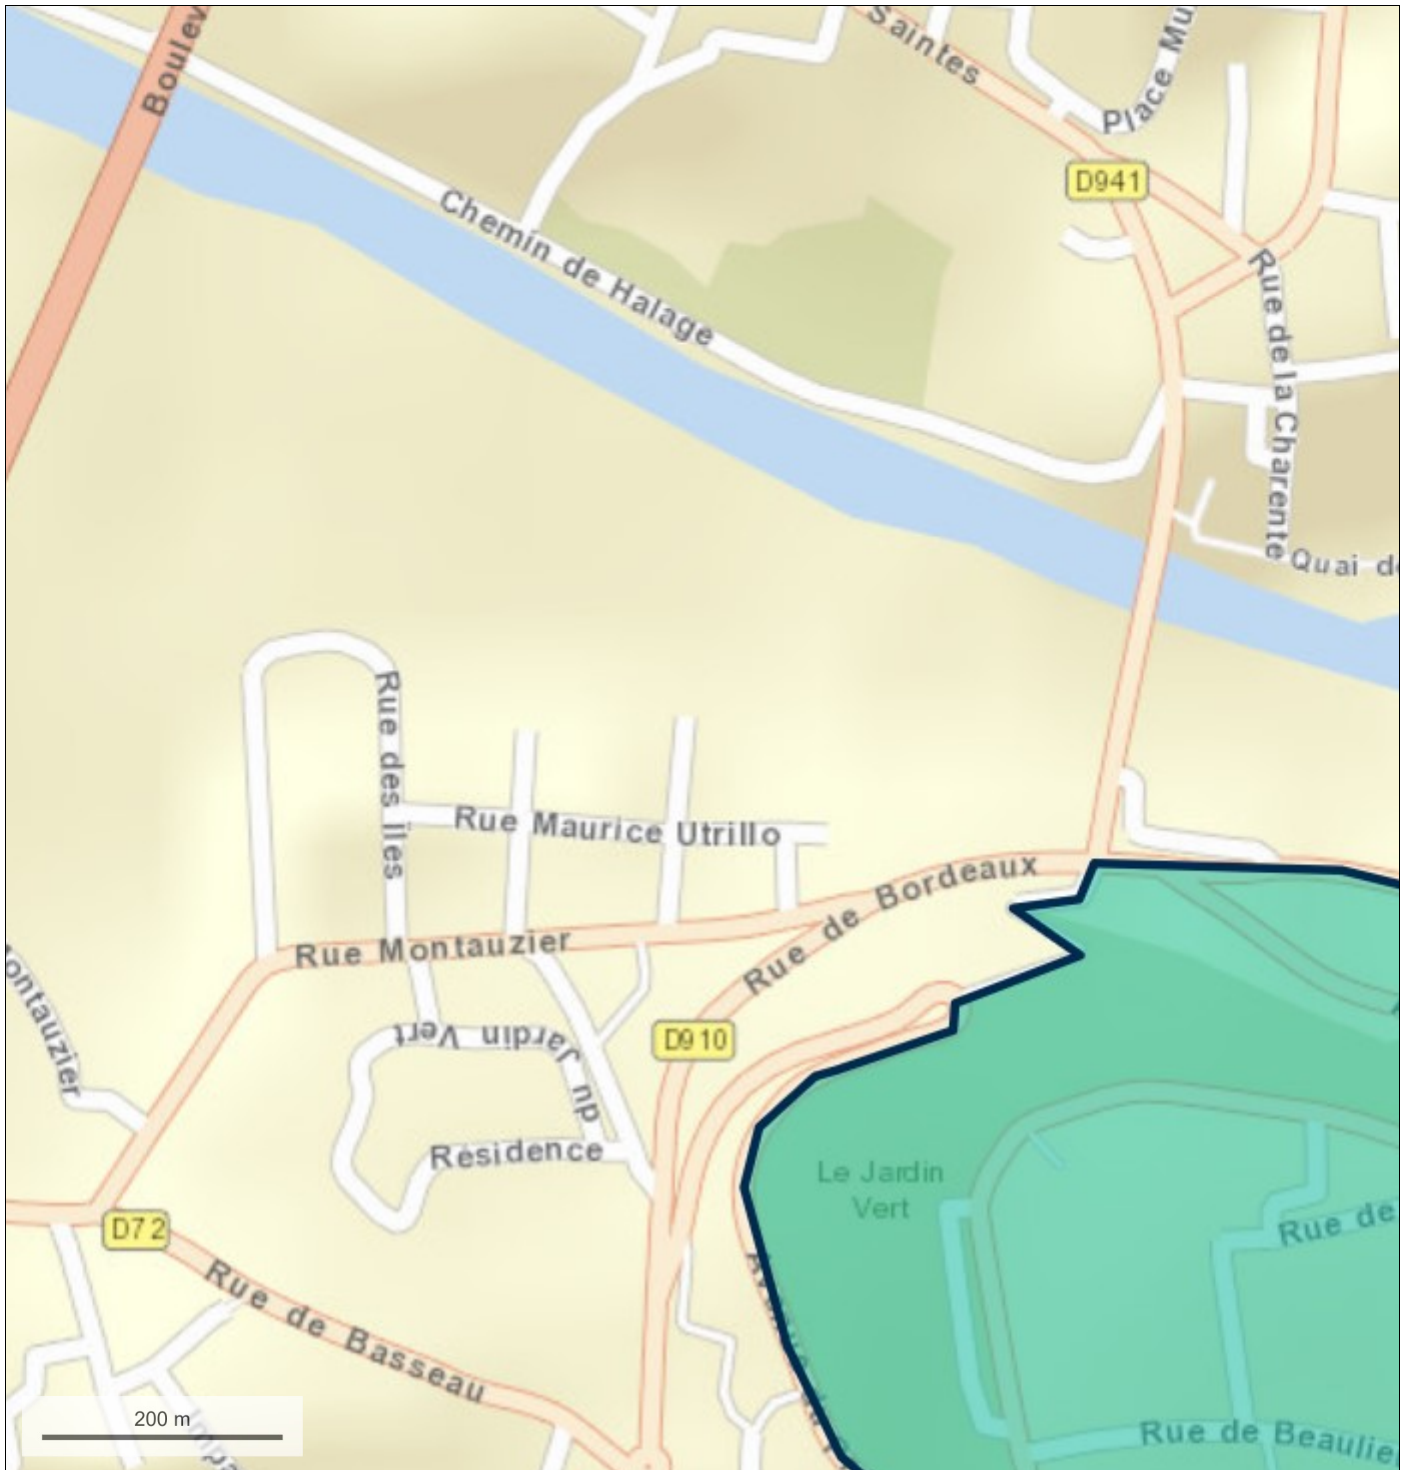 Boulev
Saintes
Place Mu
D941
Chemin de Halage
Rue de la Charente
Quai de
Rue des Iles
Rue Maurice Utrillo
Rue de Bordeaux
Rue Montauzier
ontauzier
D910
Résidence
du Jardin Vert
Le Jardin
Vert
D72
Rue de
Rue de Basseau
Rue de Beaulie
200 m
Impa